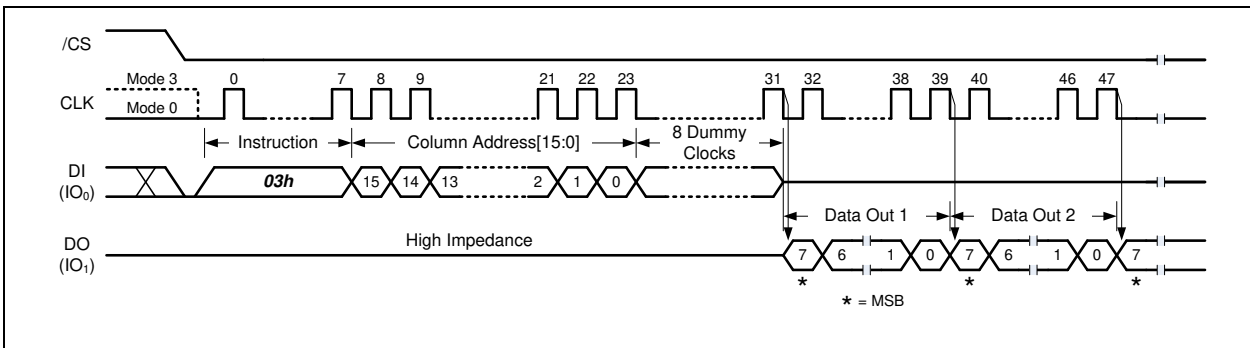 /CS
Mode 3 0 7 8 9 21 22 23 31 32 38 39 40 46 47
CLK Mode 0
Instruction Column Address[15:0] 8 Dummy Clocks
DI (IO0) 03h 15 14 13 2 1 0
Data Out 1 Data Out 2
High Impedance
DO (IO1) 7 6 1 0 7 6 1 0 7
* * *
* = MSB